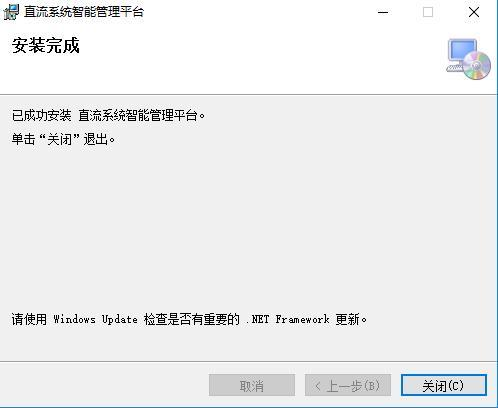 直流系统智能管理平台
安装完成
已成功安装 直流系统智能管理平台。
单击“关闭”退出。
请使用 Windows Update 检查是否有重要的 .NET Framework 更新。
取消
< 上一步(B)
关闭(C)